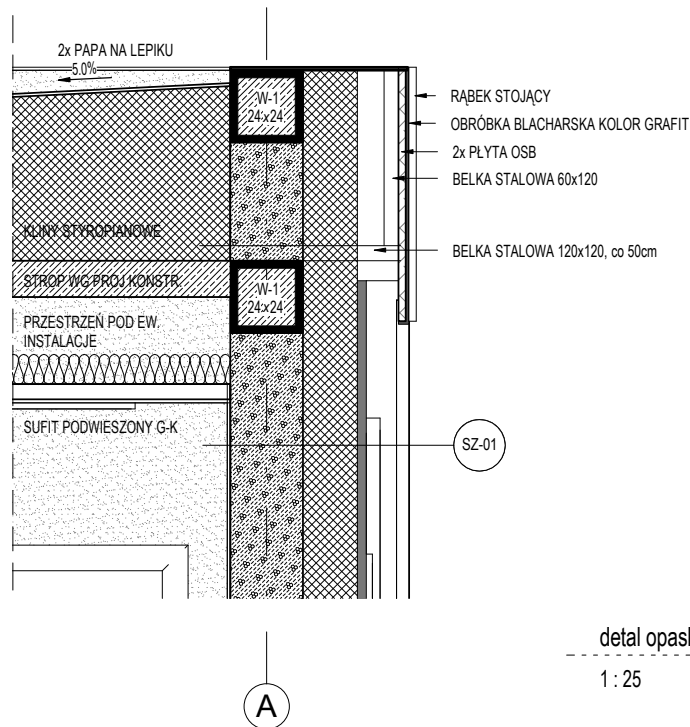 2x PAPA NA LEPIKU
5.0%
W-1
24x24
RĄBEK STOJĄCY
OBRÓBKA BLACHARSKA KOLOR GRAFIT
2x PŁYTA OSB
BELKA STALOWA 60x120
KLINY STYROPIANOWE
BELKA STALOWA 120x120, co 50cm
STROP WG PROJ KONSTR.
W-1
24x24
PRZESTRZEŃ POD EW.
INSTALACJE
SUFIT PODWIESZONY G-K
SZ-01
detal opask
1 : 25
A